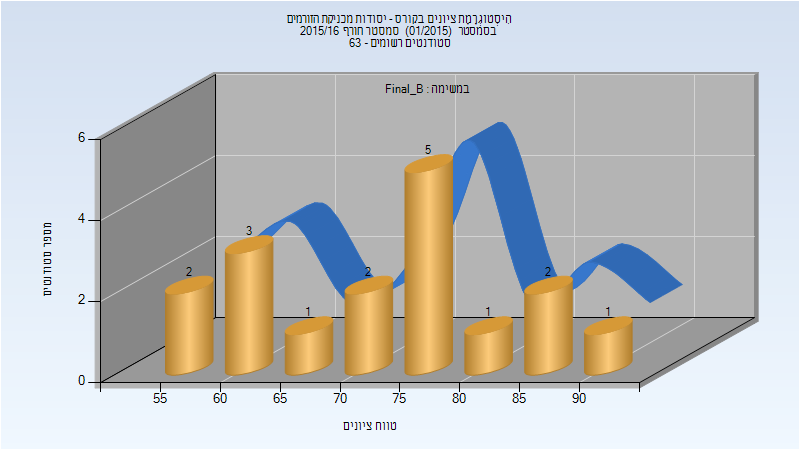 היסטוגרמת ציונים בקורס - יסודות מכניקת הזורמים
בסמסטר (01/2015) סמסטר חורף 2015/16
סטודנטים רשומים - 63
במשימה : Final_B
מספר סטודנטים
6
4
2
0
2
3
1
2
5
1
2
1
55 60 65 70 75 80 85 90
טווח ציונים